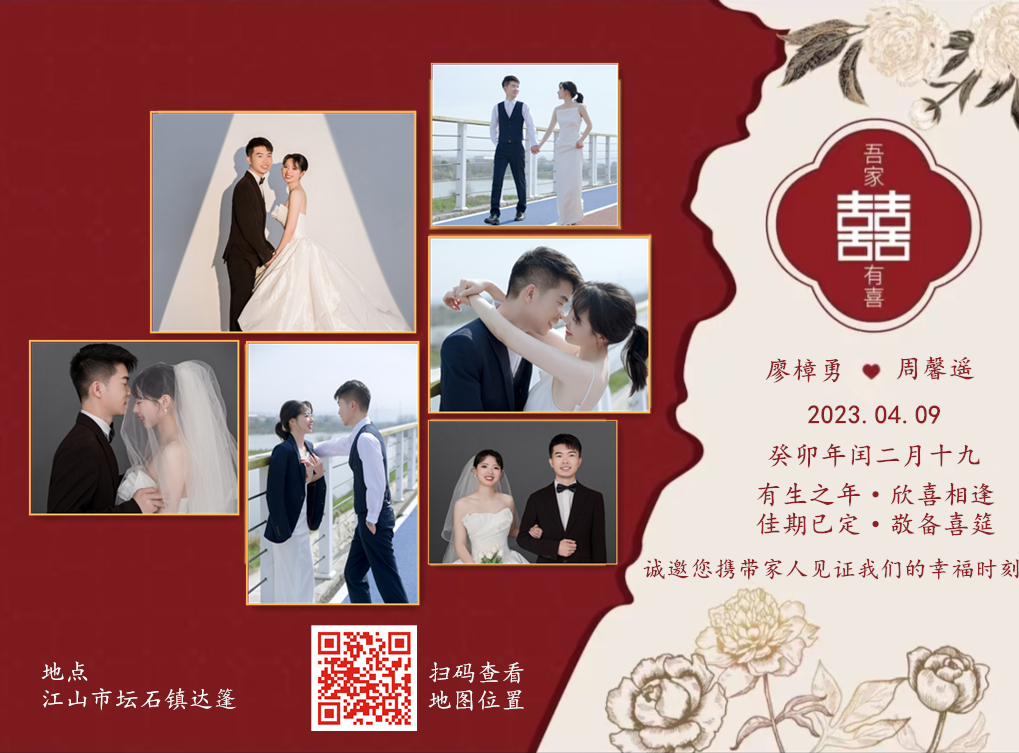 吾家
囍
有喜
廖樟勇 周馨遥
2023.04.09
癸卯年闰二月十九
有生之年·欣喜相逢
佳期已定·敬备喜筵
诚邀您携带家人见证我们的幸福时刻
地点
江山市坛石镇达篷
扫码查看
地图位置